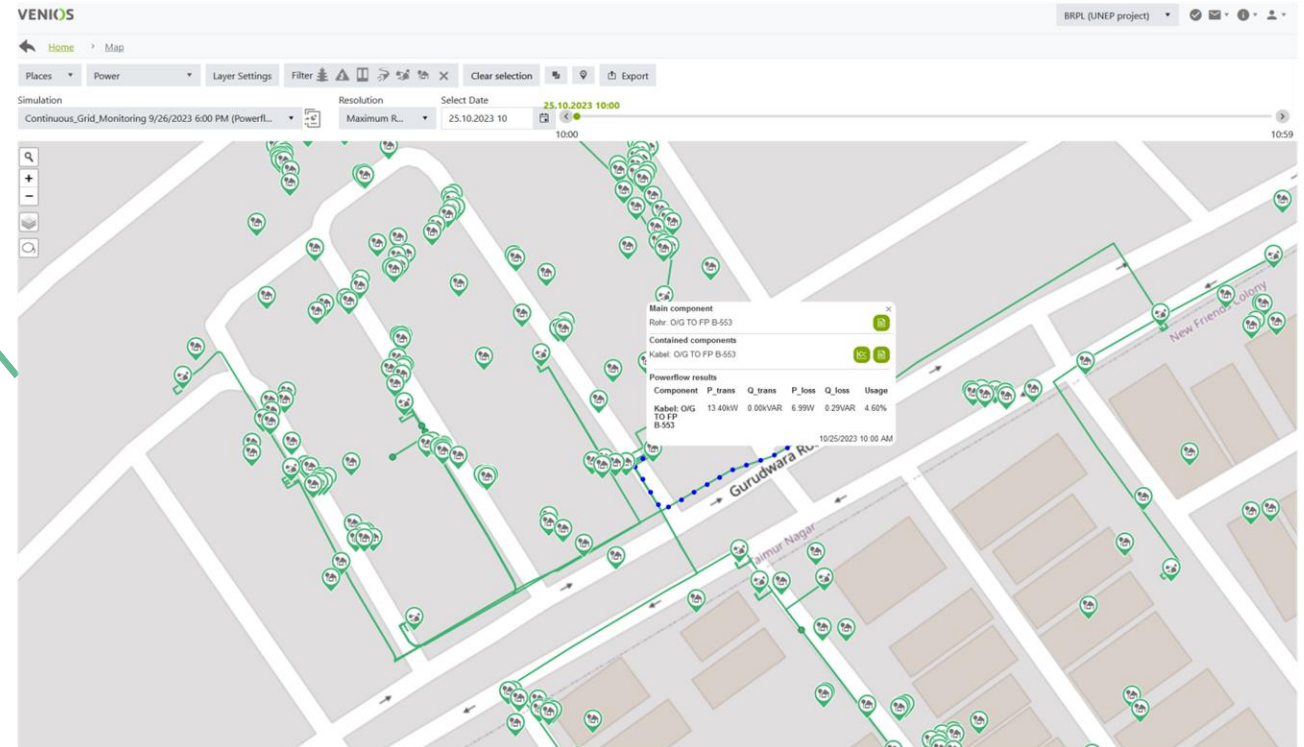 VENIOS
BRPL (UNEP project)
Home › Map
Places Power Layer Settings Filter Clear selection Export
Simulation Resolution Select Date
25.10.2023 10:00
Continuous_Grid_Monitoring 9/26/2023 6:00 PM (Powerfl... Maximum R... 25.10.2023 10
10:00 10:59
New Friends Colony
Main component
Rohr: O/G TO FP B-553
Contained components
Kabel: O/G TO FP B-553
Powerflow results
Component P_trans Q_trans P_loss Q_loss Usage
Kabel: O/G TO FP B-553 13.40kW 0.00kVAR 6.99W 0.29VAR 4.60%
10/25/2023 10:00 AM
Gurudwara
aimur Nagar